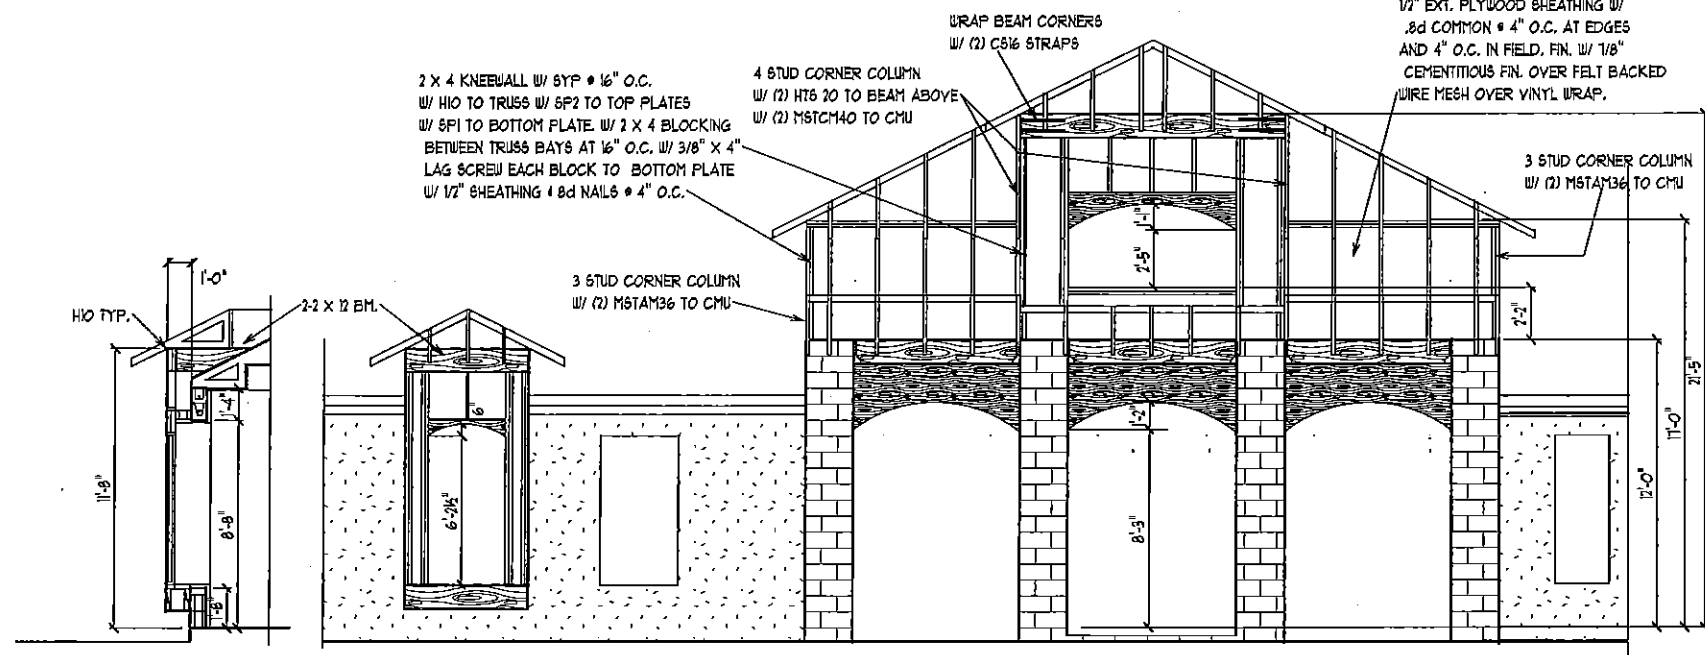 WRAP BEAM CORNERS
W/ (2) CS16 STRAPS
1/2" EXT. PLYWOOD SHEATHING W/
.8d COMMON @ 4" O.C. AT EDGES
AND 4" O.C. IN FIELD. FIN. W/ 7/8"
CEMENTITIOUS FIN. OVER FELT BACKED
WIRE MESH OVER VINYL WRAP.
2 X 4 KNEEWALL W/ SYP @ 16" O.C.
W/ H10 TO TRUSS W/ SP2 TO TOP PLATES
W/ SP1 TO BOTTOM PLATE. W/ 2 X 4 BLOCKING
BETWEEN TRUSS BAYS AT 16" O.C. W/ 3/8" X 4"
LAG SCREW EACH BLOCK TO BOTTOM PLATE
W/ 1/2" SHEATHING & 8d NAILS @ 4" O.C.
4 STUD CORNER COLUMN
W/ (2) HTS 20 TO BEAM ABOVE
W/ (2) MSTCM40 TO CMU
3 STUD CORNER COLUMN
W/ (2) MSTAM36 TO CMU
3 STUD CORNER COLUMN
W/ (2) MSTAM36 TO CMU
1'-0"
H10 TYP.
2-2 X 12 BM.
1'-1"
2'-5"
2'-2"
21'-5"
17'-0"
12'-0"
11'-8"
1'-4"
8'-8"
1'-8"
6"
6'-2½"
1'-2"
8'-3"